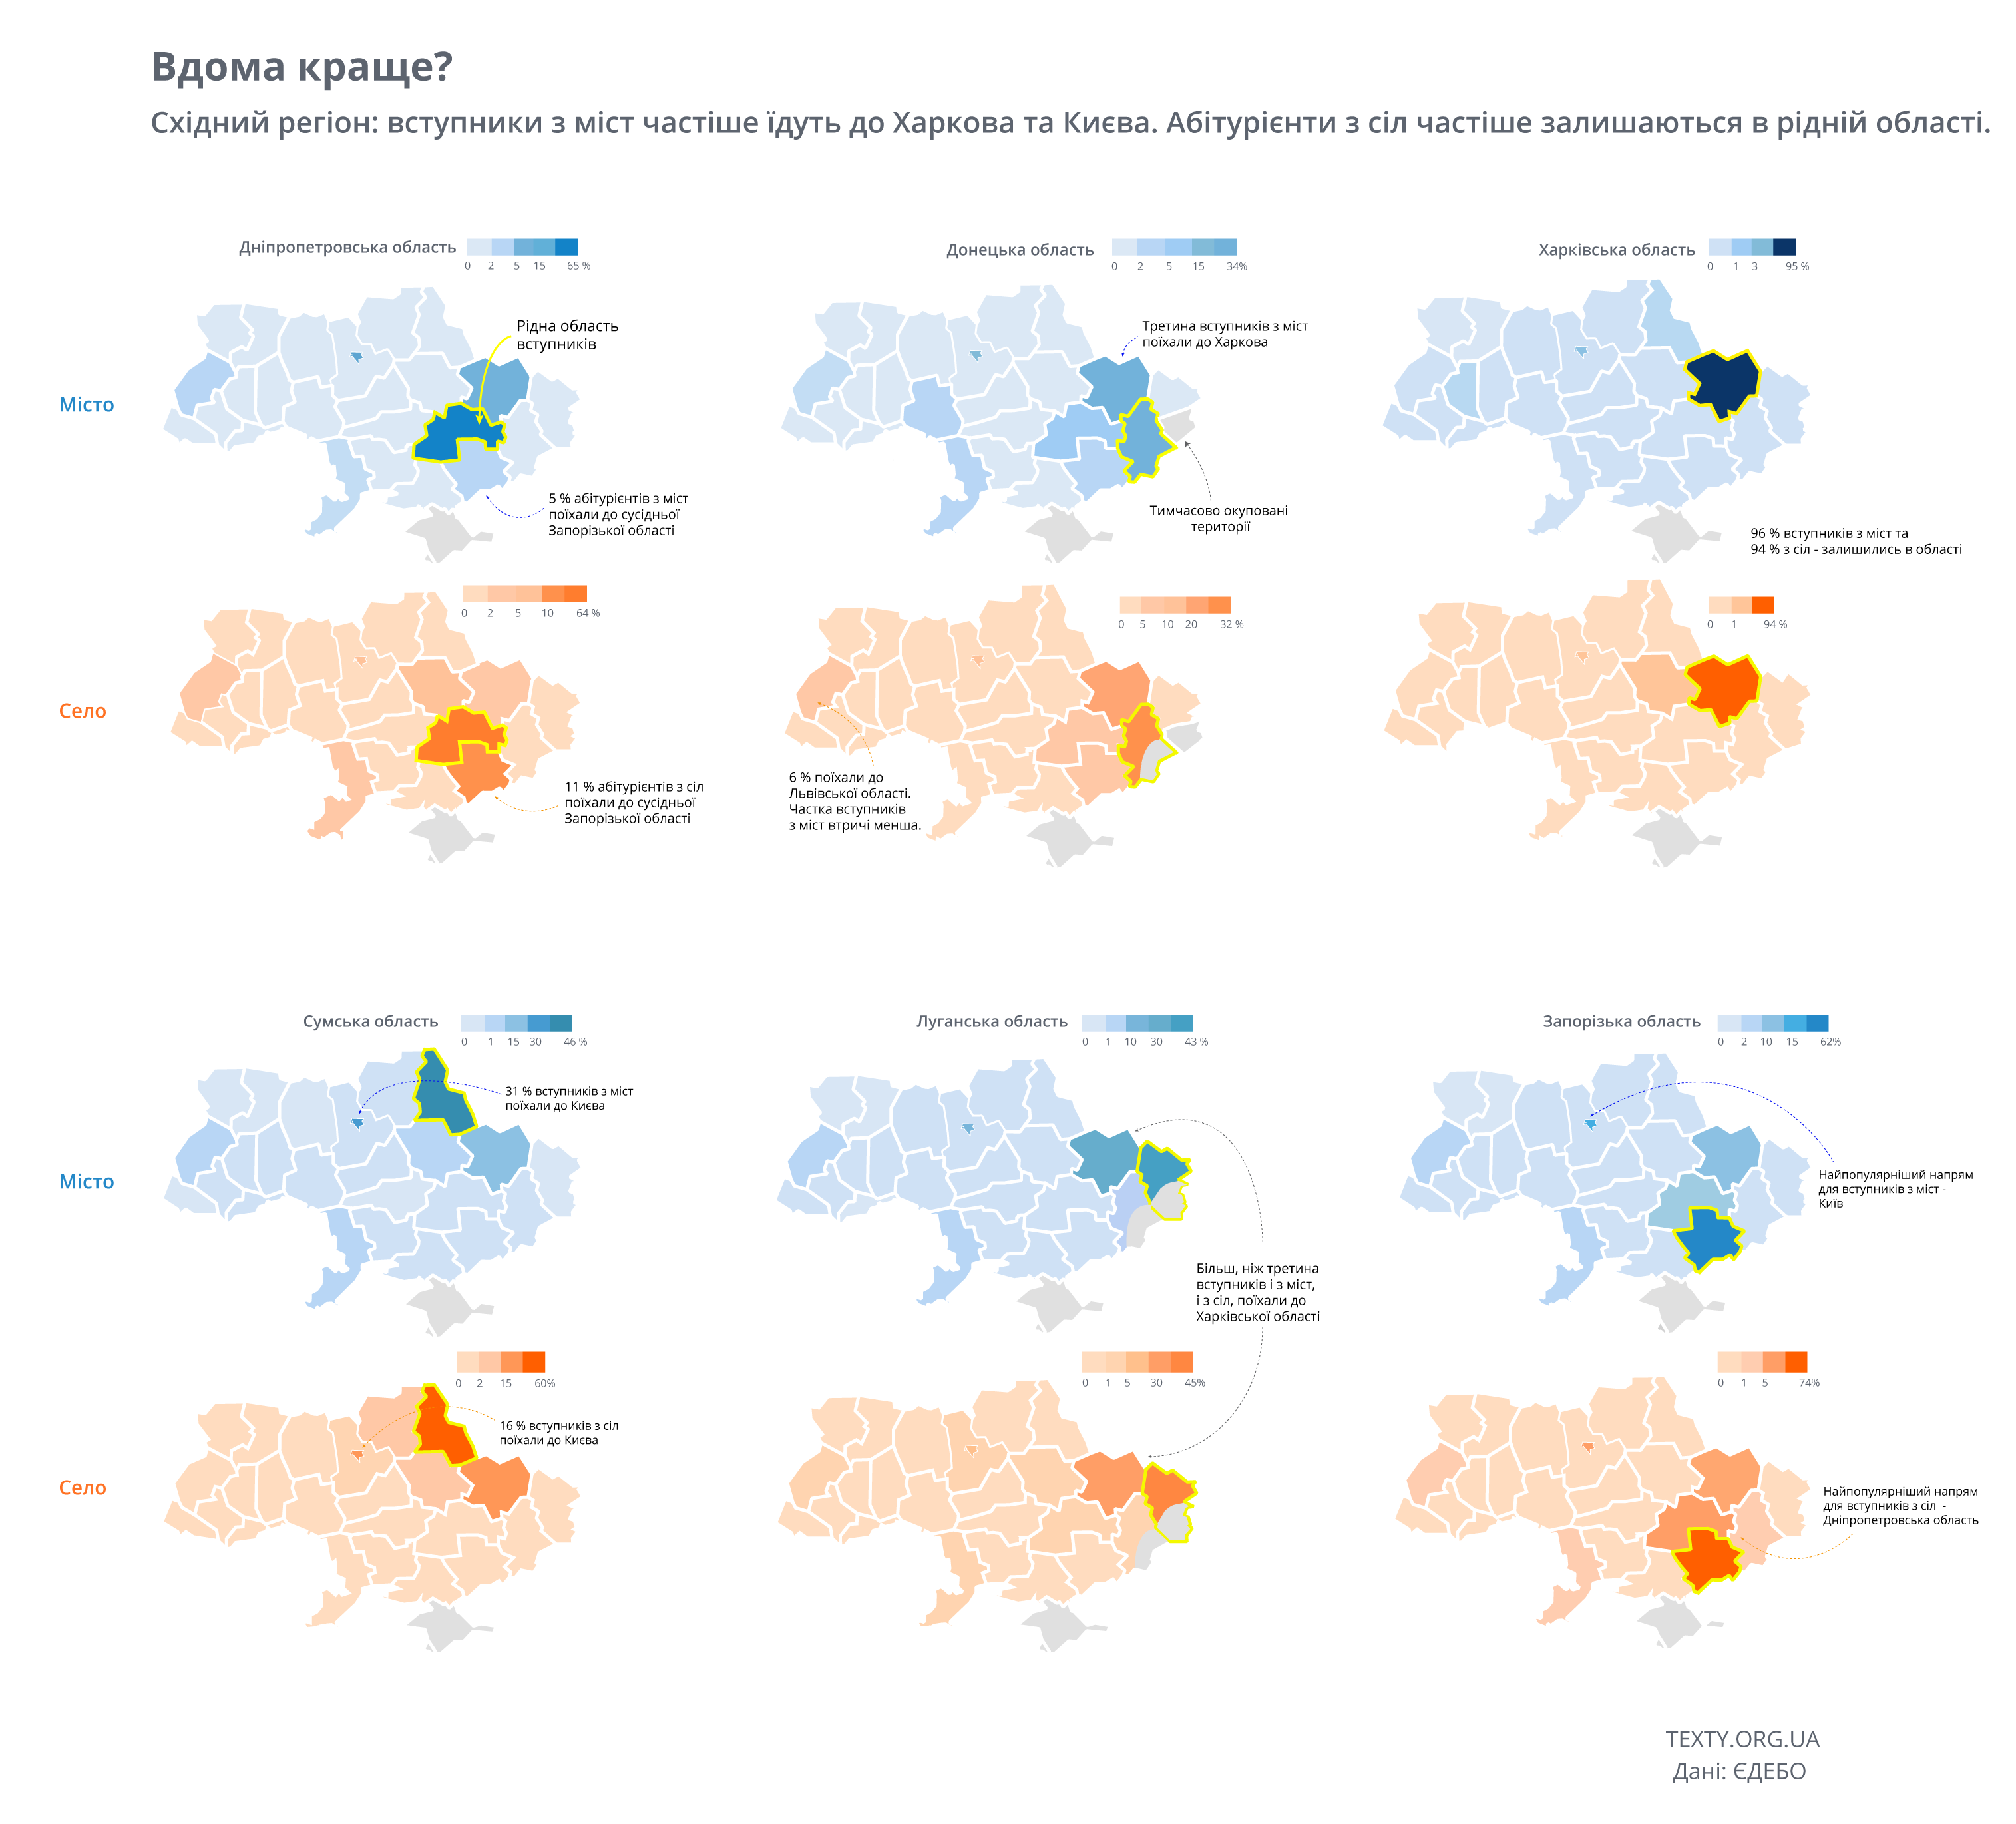 Вдома краще?
Східний регіон: вступники з міст частіше їдуть до Харкова та Києва. Абітурієнти з сіл частіше залишаються в рідній області.
Дніпропетровська область
0 2 5 15 65 %
Донецька область
0 2 5 15 34%
Харківська область
0 1 3 95 %
Місто
Рідна область
вступників
5 % абітурієнтів з міст
поїхали до сусідньої
Запорізької області
Третина вступників з міст
поїхали до Харкова
Тимчасово окуповані
території
96 % вступників з міст та
94 % з сіл - залишились в області
Село
0 2 5 10 64 %
11 % абітурієнтів з сіл
поїхали до сусідньої
Запорізької області
0 5 10 20 32 %
6 % поїхали до
Львівської області.
Частка вступників
з міст втричі менша.
0 1 94 %
Сумська область
0 1 15 30 46 %
Луганська область
0 1 10 30 43 %
Запорізька область
0 2 10 15 62%
Місто
31 % вступників з міст
поїхали до Києва
Більш, ніж третина
вступників і з міст,
і з сіл, поїхали до
Харківської області
Найпопулярніший напрям
для вступників з міст -
Київ
Село
0 2 15 60%
16 % вступників з сіл
поїхали до Києва
0 1 5 30 45%
0 1 5 74%
Найпопулярніший напрям
для вступників з сіл -
Дніпропетровська область
TEXTY.ORG.UA
Дані: ЄДЕБО